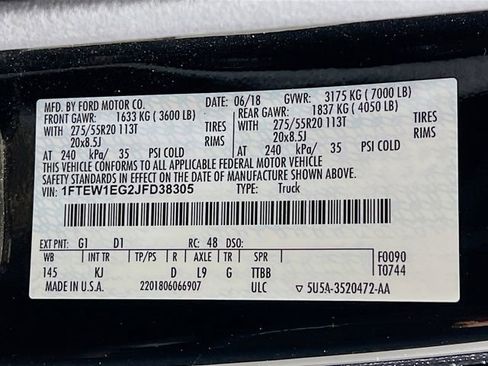 MFD. BY FORD MOTOR CO. DATE: 06/18 GVWR: 3175 KG ( 7000 LB)
FRONT GAWR: 1633 KG ( 3600 LB) REAR GAWR: 1837 KG ( 4050 LB)
WITH 275/55R20 113T TIRES WITH 275/55R20 113T TIRES
20x8.5J RIMS 20x8.5J RIMS
AT 240 kPa/ 35 PSI COLD AT 240 kPa/ 35 PSI COLD
THIS VEHICLE CONFORMS TO ALL APPLICABLE FEDERAL MOTOR VEHICLE
SAFETY STANDARDS IN EFFECT ON THE DATE OF MANUFACTURE SHOWN ABOVE.
VIN: 1FTEW1EG2JFD38305 TYPE: Truck
EXT PNT: G1 D1 RC: 48 DSO:
WB INT TR TP/PS R AXLE TR SPR F0090
145 KJ D L9 G TTBB T0744
MADE IN U.S.A. 2201806066907 ULC ▽ 5U5A-3520472-AA